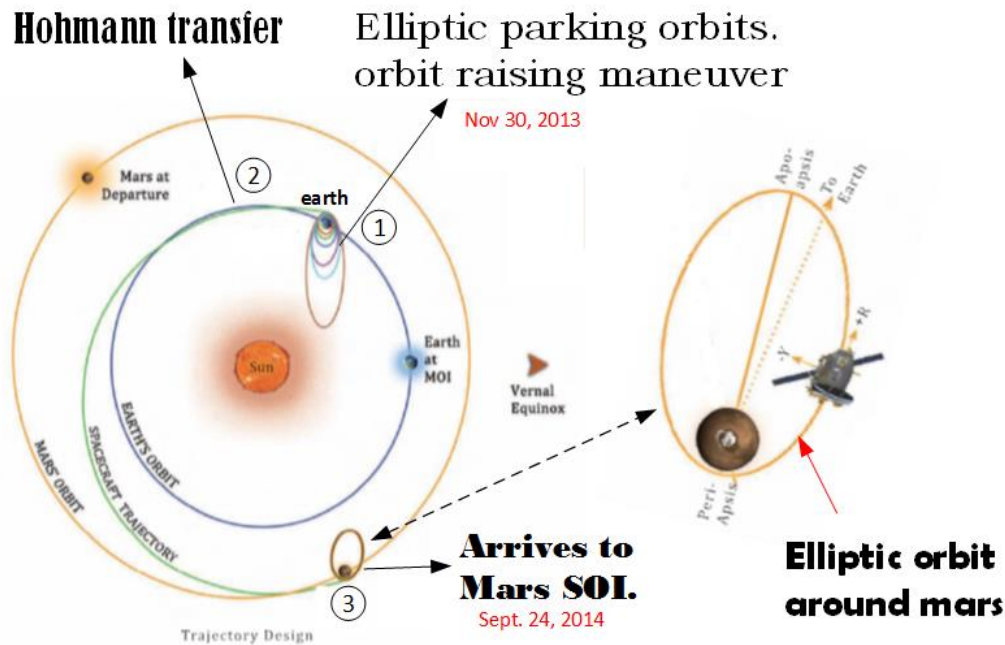 Hohmann transfer
Elliptic parking orbits.
orbit raising maneuver
Nov 30, 2013
Mars at
Departure
2
earth
1
Sun
Earth
at
MOI
Vernal
Equinox
EARTH'S ORBIT
SPACECRAFT TRAJECTORY
MARS' ORBIT
3
Arrives to
Mars SOI.
Sept. 24, 2014
Trajectory Design
Apo-
apsis
To
Earth
+R
-Y
Peri-
Apsis
Elliptic orbit
around mars